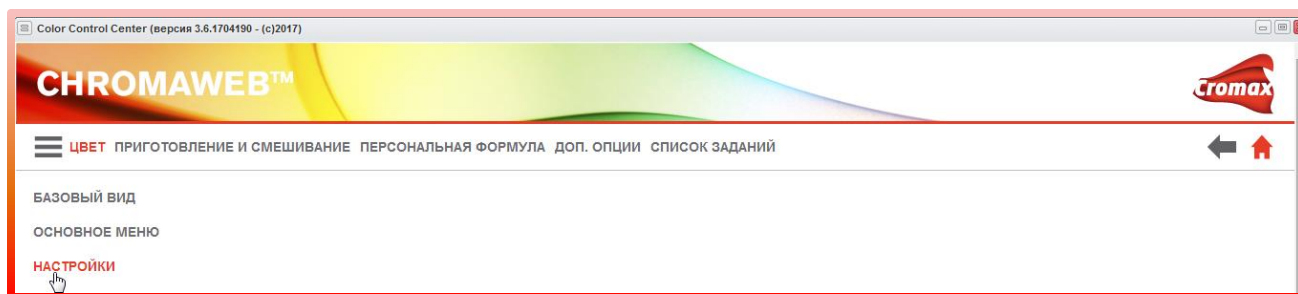 Color Control Center (версия 3.6.1704190 - (c)2017)
CHROMAWEB™
Cromax
ЦВЕТ ПРИГОТОВЛЕНИЕ И СМЕШИВАНИЕ ПЕРСОНАЛЬНАЯ ФОРМУЛА ДОП. ОПЦИИ СПИСОК ЗАДАНИЙ
БАЗОВЫЙ ВИД
ОСНОВНОЕ МЕНЮ
НАСТРОЙКИ